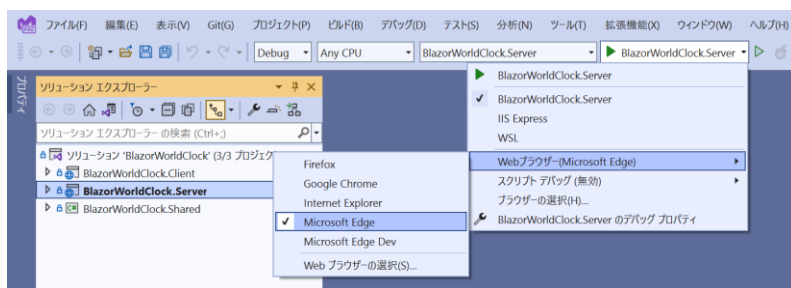 ファイル(F) 編集(E) 表示(V) Git(G) プロジェクト(P) ビルド(B) デバッグ(D) テスト(S) 分析(N) ツール(T) 拡張機能(X) ウィンドウ(W) ヘルプ(H)
Debug Any CPU BlazorWorldClock.Server BlazorWorldClock.Server
プロパティ
ソリューション エクスプローラー
ソリューション エクスプローラー の検索 (Ctrl+;)
ソリューション 'BlazorWorldClock' (3/3 プロジェク
BlazorWorldClock.Client
BlazorWorldClock.Server
BlazorWorldClock.Shared
BlazorWorldClock.Server
BlazorWorldClock.Server
IIS Express
WSL
Webブラウザー(Microsoft Edge)
スクリプト デバッグ (無効)
ブラウザーの選択(H)...
BlazorWorldClock.Server のデバッグ プロパティ
Firefox
Google Chrome
Internet Explorer
Microsoft Edge
Microsoft Edge Dev
Web ブラウザーの選択(S)...